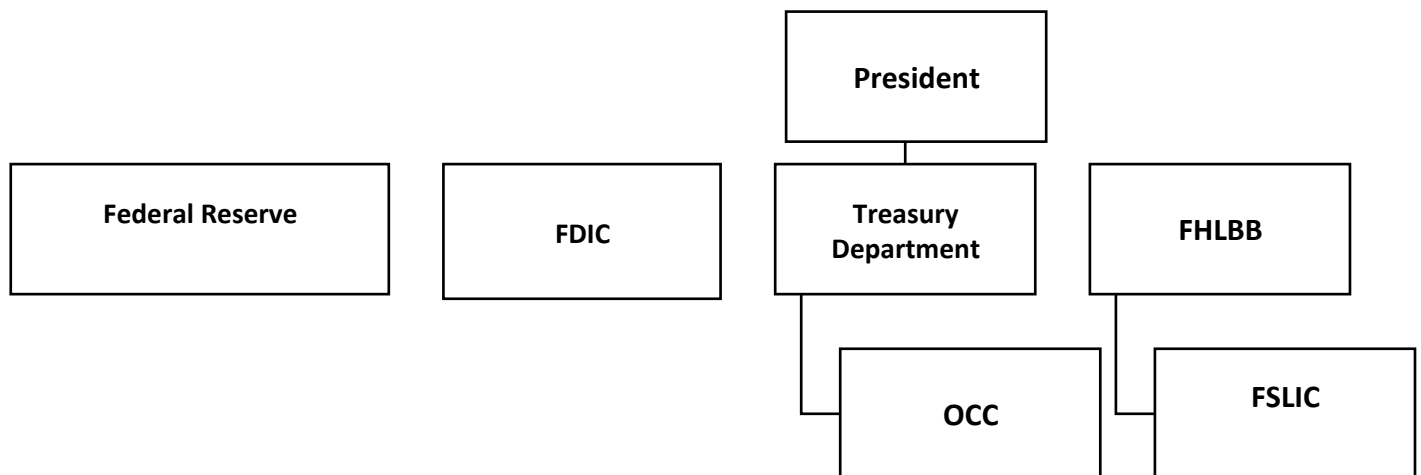 President
Federal Reserve
FDIC
Treasury
Department
FHLBB
OCC
FSLIC